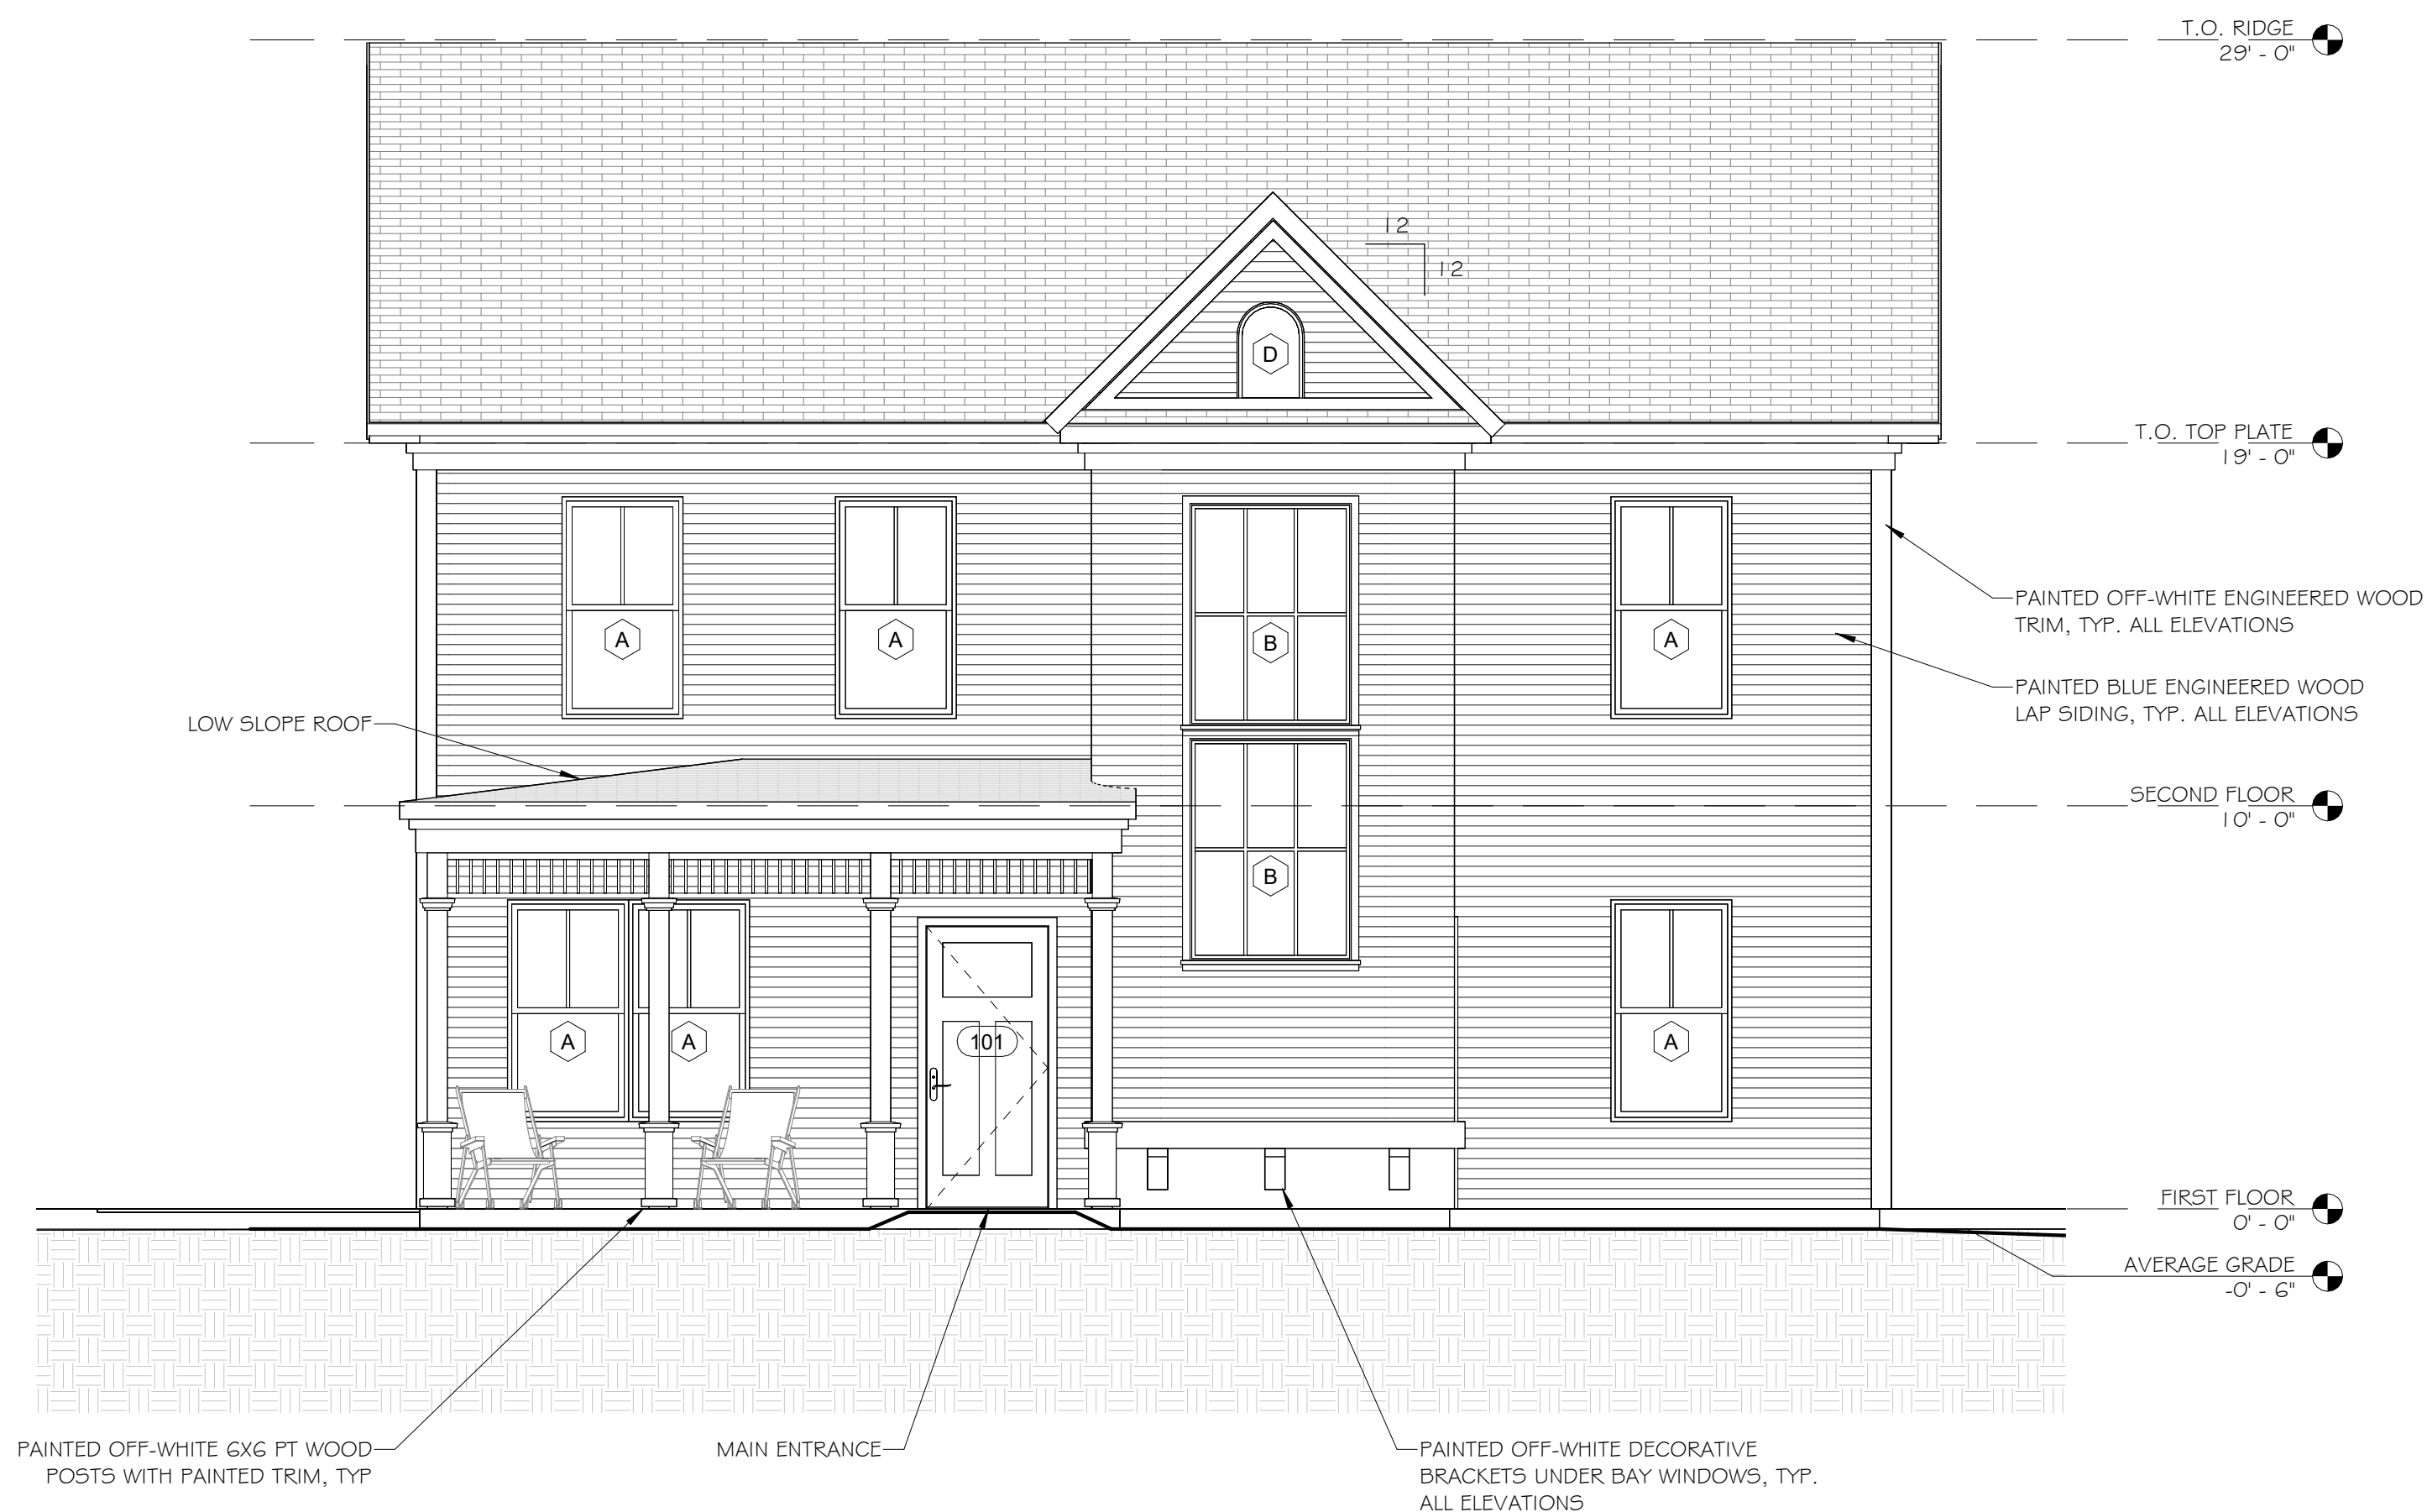 T.O. RIDGE
29' - 0"
12
12
D
T.O. TOP PLATE
19' - 0"
PAINTED OFF-WHITE ENGINEERED WOOD
TRIM, TYP. ALL ELEVATIONS
A
A
B
A
PAINTED BLUE ENGINEERED WOOD
LAP SIDING, TYP. ALL ELEVATIONS
LOW SLOPE ROOF
SECOND FLOOR
10' - 0"
B
A
A
101
A
FIRST FLOOR
0' - 0"
AVERAGE GRADE
-0' - 6"
PAINTED OFF-WHITE 6X6 PT WOOD
POSTS WITH PAINTED TRIM, TYP
MAIN ENTRANCE
PAINTED OFF-WHITE DECORATIVE
BRACKETS UNDER BAY WINDOWS, TYP.
ALL ELEVATIONS